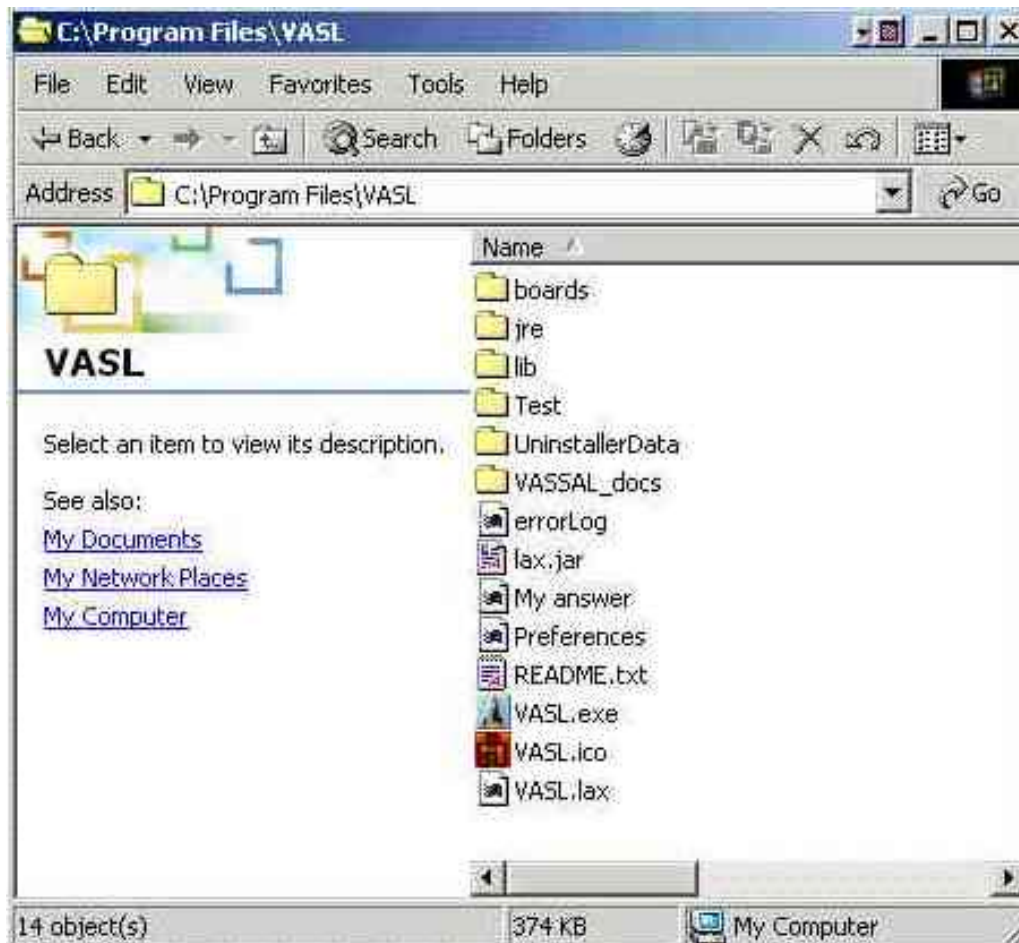 C:\Program Files\VASL
File Edit View Favorites Tools Help
Back Search Folders
Address C:\Program Files\VASL Go
VASL
Select an item to view its description.
See also:
My Documents
My Network Places
My Computer
Name
boards
jre
lib
Test
UninstallerData
VASSAL_docs
errorLog
lax.jar
My answer
Preferences
README.txt
VASL.exe
VASL.ico
VASL.lax
14 object(s) 374 KB My Computer